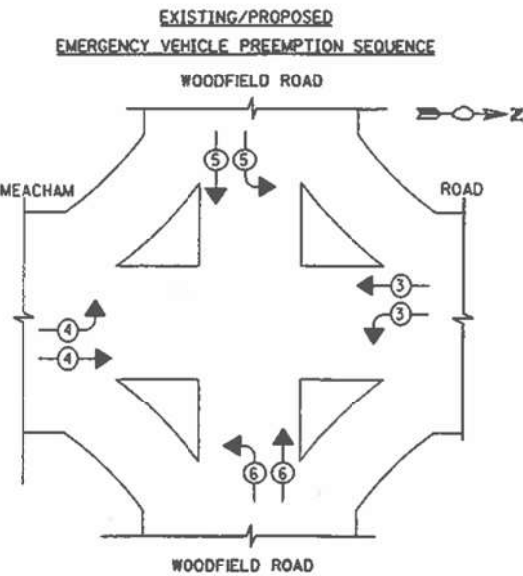 EXISTING/PROPOSED
EMERGENCY VEHICLE PREEMPTION SEQUENCE
WOODFIELD ROAD
Z
5 5
MEACHAM ROAD
3
3
4
4
6 6
WOODFIELD ROAD